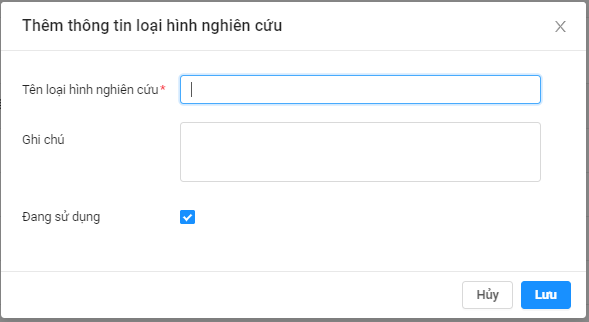 Thêm thông tin loại hình nghiên cứu
Tên loại hình nghiên cứu*
Ghi chú
Đang sử dụng
Hủy
Lưu